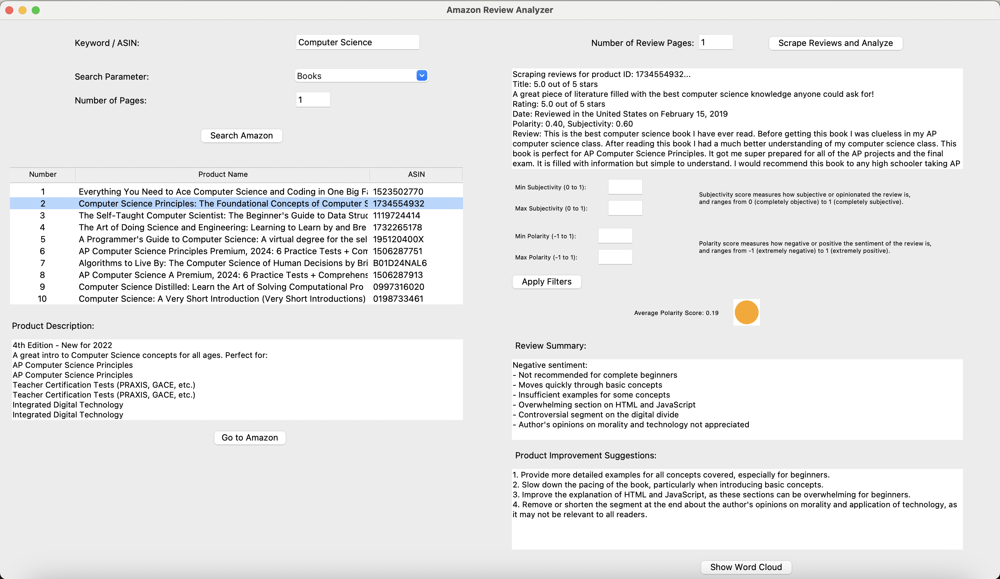 Amazon Review Analyzer
Keyword / ASIN:
Computer Science
Search Parameter:
Books
Number of Pages:
1
Search Amazon
Number Product Name ASIN
1 Everything You Need to Ace Computer Science and Coding in One Big Fa 1523502770
2 Computer Science Principles: The Foundational Concepts of Computer S 1734554932
3 The Self-Taught Computer Scientist: The Beginner's Guide to Data Struc 1119724414
4 The Art of Doing Science and Engineering: Learning to Learn by and Bre 1732265178
5 A Programmer's Guide to Computer Science: A virtual degree for the sel 195120400X
6 AP Computer Science Principles Premium, 2024: 6 Practice Tests + Com 1506287751
7 Algorithms to Live By: The Computer Science of Human Decisions by Bri B01D24NAL6
8 AP Computer Science A Premium, 2024: 6 Practice Tests + Comprehens 1506287913
9 Computer Science Distilled: Learn the Art of Solving Computational Pro 0997316020
10 Computer Science: A Very Short Introduction (Very Short Introductions) 0198733461
Product Description:
4th Edition - New for 2022
A great intro to Computer Science concepts for all ages. Perfect for:
AP Computer Science Principles
AP Computer Science Principles
Teacher Certification Tests (PRAXIS, GACE, etc.)
Teacher Certification Tests (PRAXIS, GACE, etc.)
Integrated Digital Technology
Integrated Digital Technology
Go to Amazon
Number of Review Pages: 1
Scrape Reviews and Analyze
Scraping reviews for product ID: 1734554932...
Title: 5.0 out of 5 stars
A great piece of literature filled with the best computer science knowledge anyone could ask for!
Rating: 5.0 out of 5 stars
Date: Reviewed in the United States on February 15, 2019
Polarity: 0.40, Subjectivity: 0.60
Review: This is the best computer science book I have ever read. Before getting this book I was clueless in my AP
computer science class. After reading this book I had a much better understanding of my computer science class. This
book is perfect for AP Computer Science Principles. It got me super prepared for all of the AP projects and the final
exam. It is filled with information but simple to understand. I would recommend this book to any high schooler taking AP
Min Subjectivity (0 to 1):
Max Subjectivity (0 to 1):
Subjectivity score measures how subjective or opinionated the review is,
and ranges from 0 (completely objective) to 1 (completely subjective).
Min Polarity (-1 to 1):
Max Polarity (-1 to 1):
Polarity score measures how negative or positive the sentiment of the review is,
and ranges from -1 (extremely negative) to 1 (extremely positive).
Apply Filters
Average Polarity Score: 0.19
Review Summary:
Negative sentiment:
- Not recommended for complete beginners
- Moves quickly through basic concepts
- Insufficient examples for some concepts
- Overwhelming section on HTML and JavaScript
- Controversial segment on the digital divide
- Author's opinions on morality and technology not appreciated
Product Improvement Suggestions:
1. Provide more detailed examples for all concepts covered, especially for beginners.
2. Slow down the pacing of the book, particularly when introducing basic concepts.
3. Improve the explanation of HTML and JavaScript, as these sections can be overwhelming for beginners.
4. Remove or shorten the segment at the end about the author's opinions on morality and application of technology, as
it may not be relevant to all readers.
Show Word Cloud